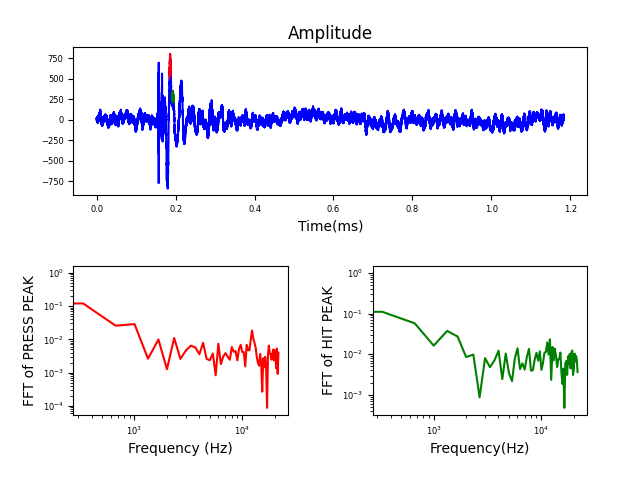 Amplitude
750
500
250
0
−250
−500
−750
0.0 0.2 0.4 0.6 0.8 1.0 1.2
Time(ms)
FFT of PRESS PEAK
10⁰
10⁻¹
10⁻²
10⁻³
10⁻⁴
10³ 10⁴
Frequency (Hz)
FFT of HIT PEAK
10⁰
10⁻¹
10⁻²
10⁻³
10³ 10⁴
Frequency(Hz)